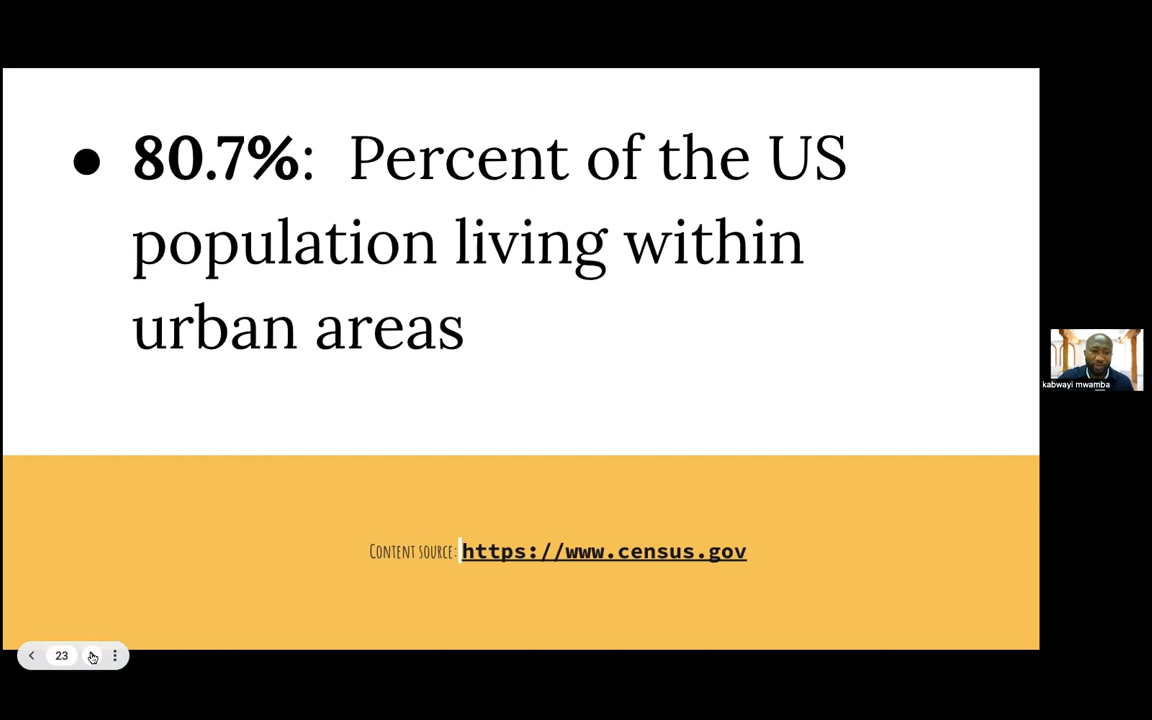 ● 80.7%: Percent of the US
population living within
urban areas
kabwayi mwamba
Content source: https://www.census.gov
23